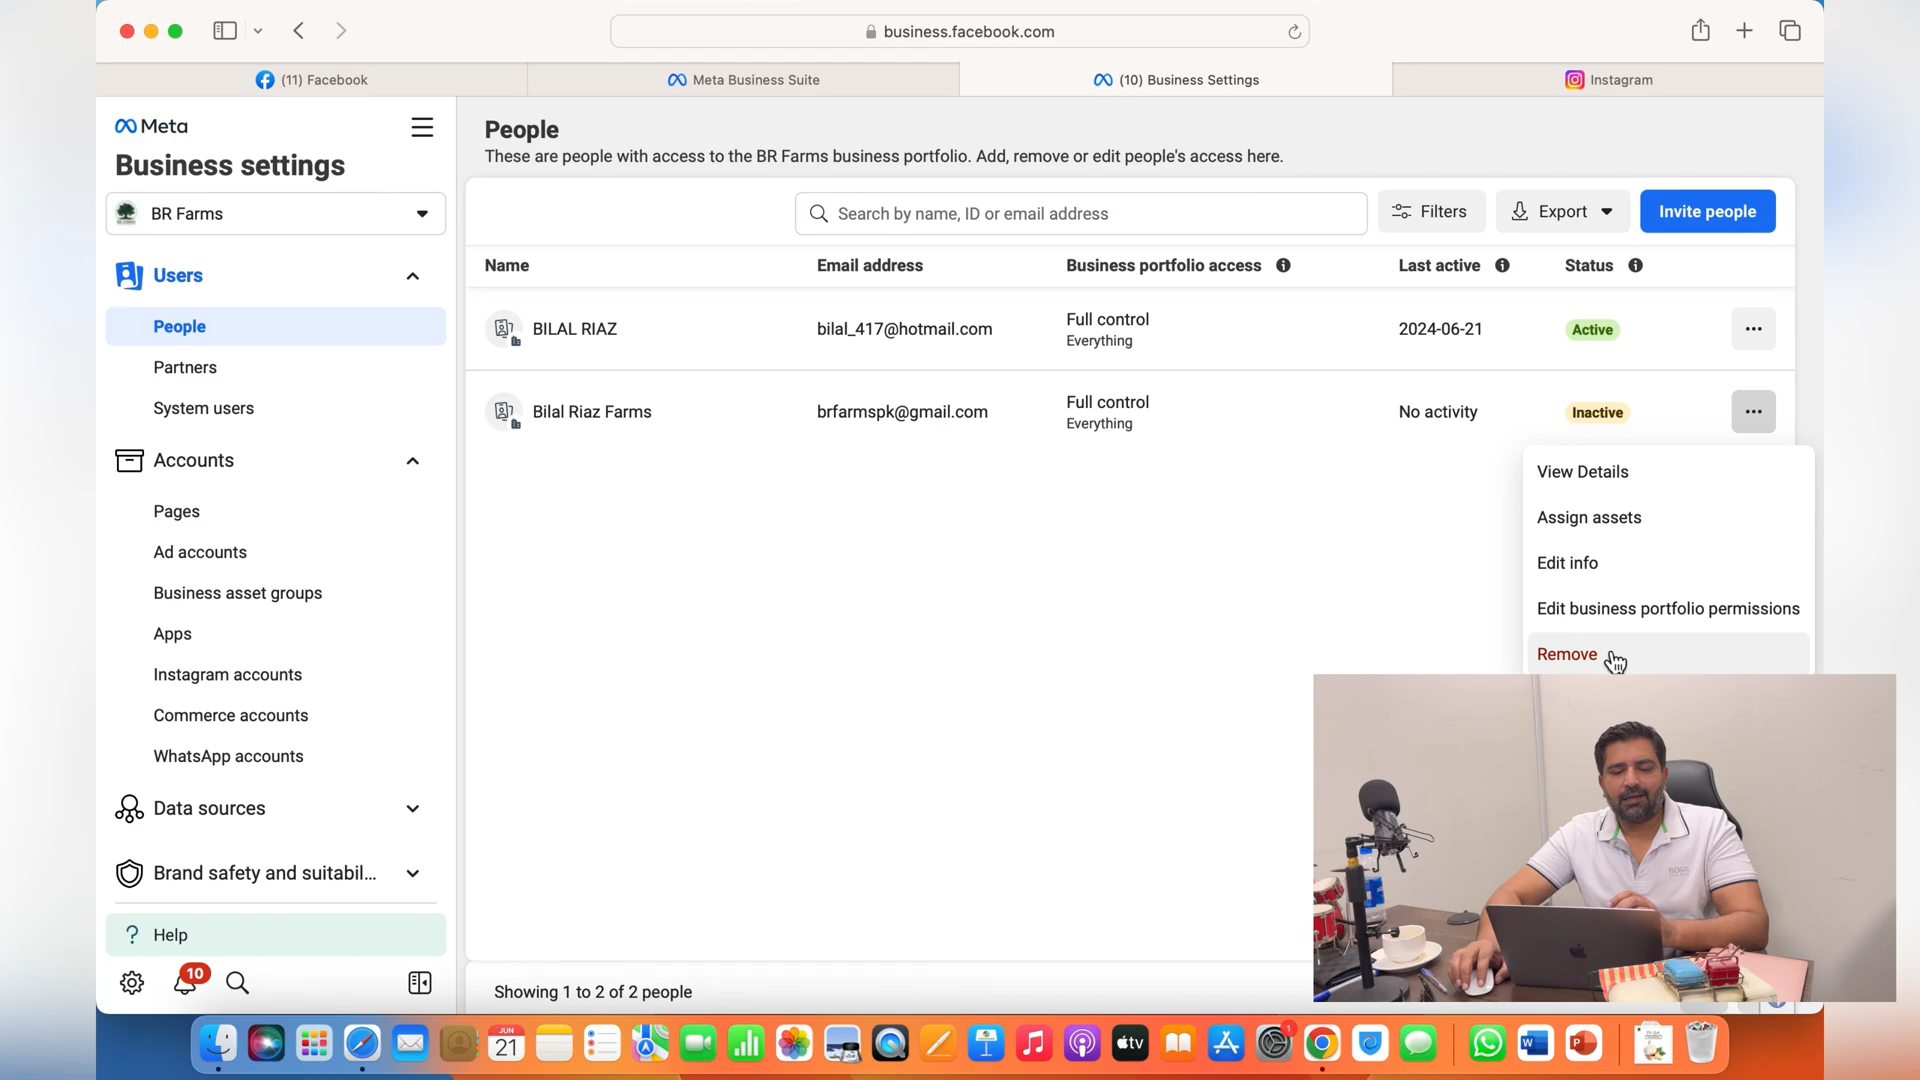 business.facebook.com
(11) Facebook
Meta Business Suite
(10) Business Settings
Instagram
Meta
Business settings
BR Farms
Users
People
Partners
System users
Accounts
Pages
Ad accounts
Business asset groups
Apps
Instagram accounts
Commerce accounts
WhatsApp accounts
Data sources
Brand safety and suitabil...
? Help
10
People
These are people with access to the BR Farms business portfolio. Add, remove or edit people's access here.
Search by name, ID or email address
Filters
Export
Invite people
Name Email address Business portfolio access Last active Status
BILAL RIAZ bilal_417@hotmail.com Full control 2024-06-21 Active
Everything
Bilal Riaz Farms brfarmspk@gmail.com Full control No activity Inactive
Everything
View Details
Assign assets
Edit info
Edit business portfolio permissions
Remove
Showing 1 to 2 of 2 people
BOSS
JUN
21
tv
1
W
P